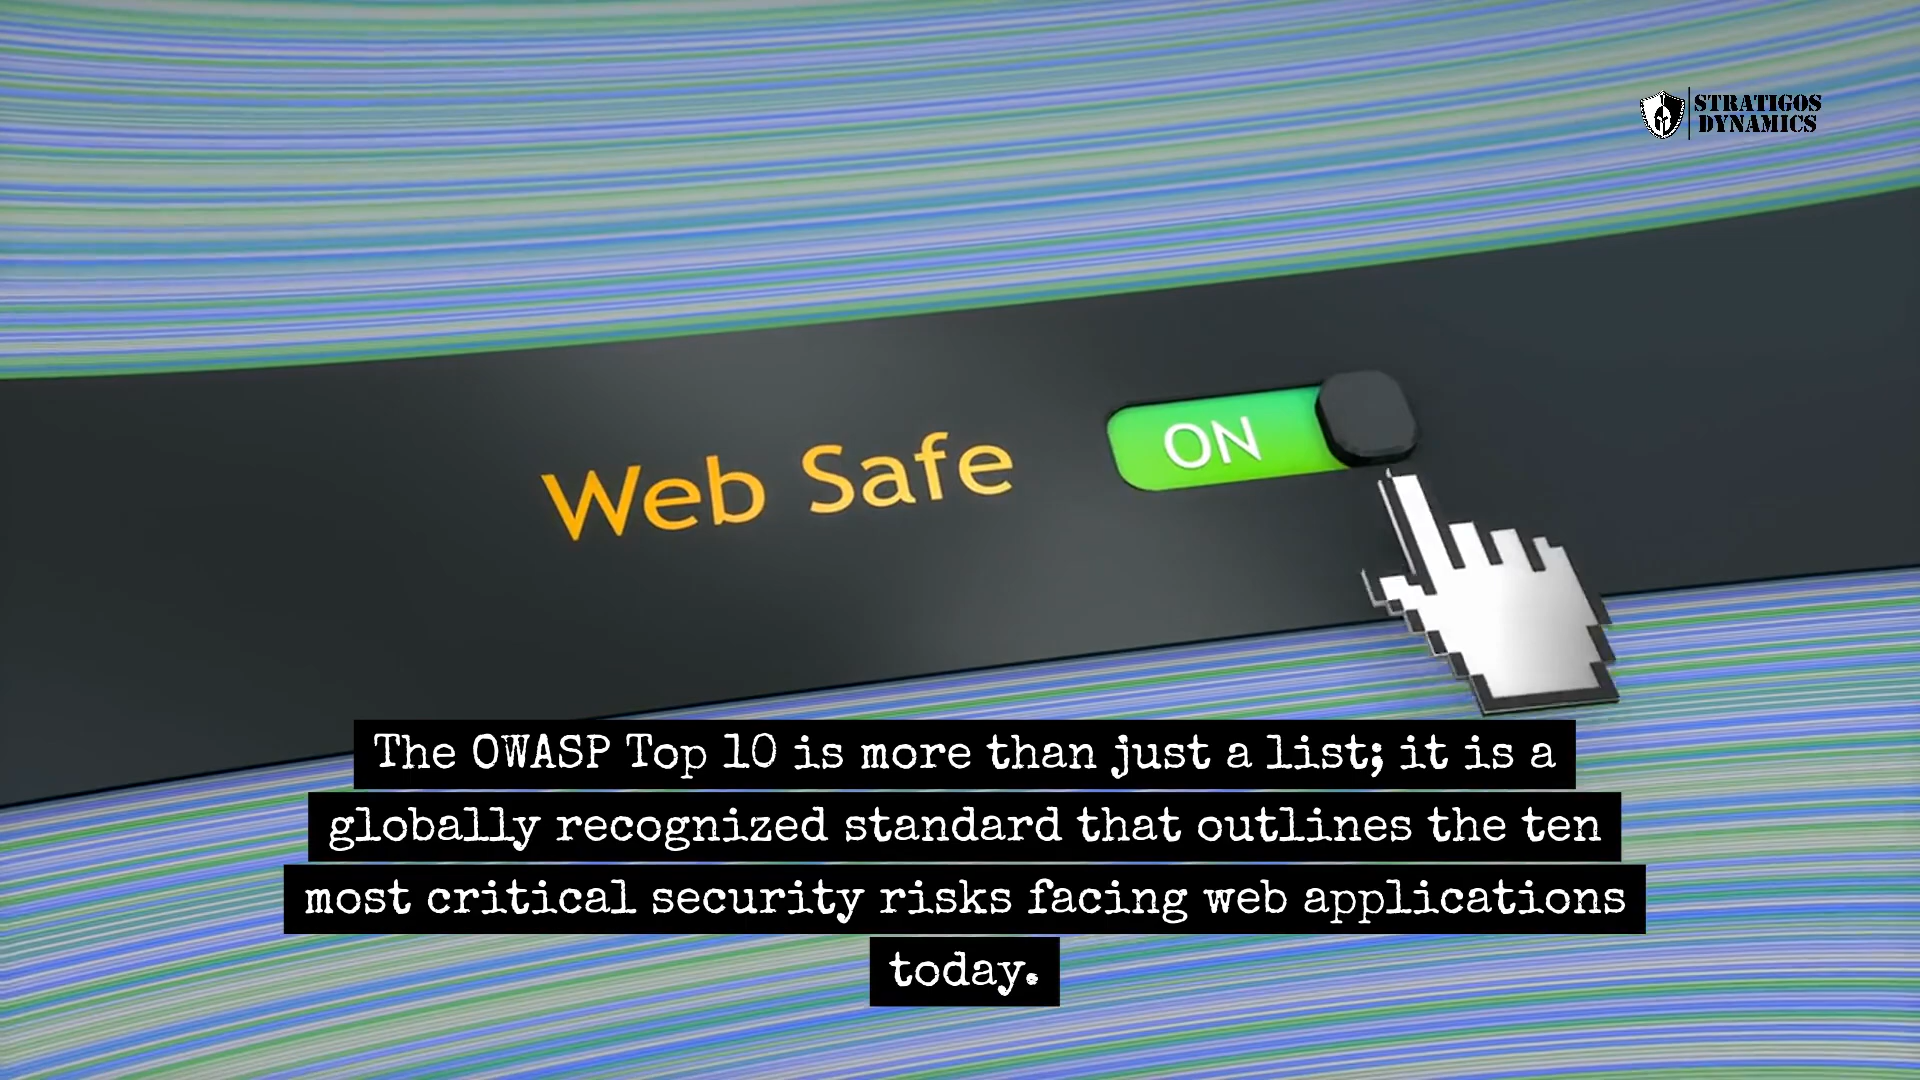 STRATIGOS
DYNAMICS
Web Safe
ON
The OWASP Top 10 is more than just a list; it is a
globally recognized standard that outlines the ten
most critical security risks facing web applications
today.